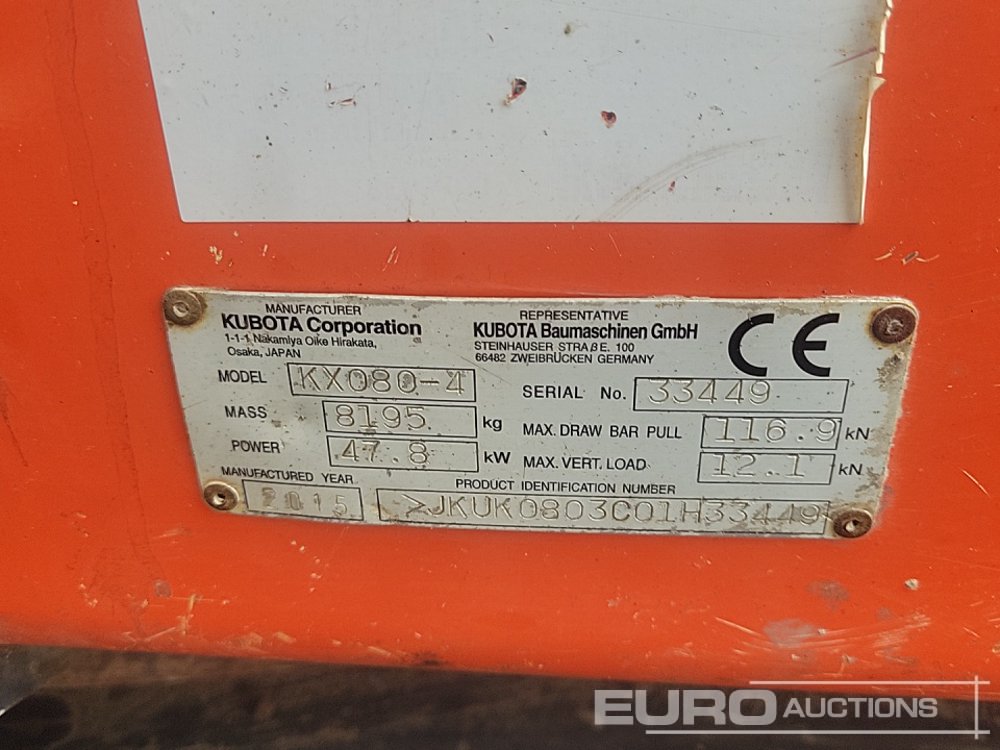 MANUFACTURER
KUBOTA Corporation
1-1-1 Nakamiya Oike Hirakata,
Osaka, JAPAN
REPRESENTATIVE
KUBOTA Baumaschinen GmbH
STEINHAUSER STRAßE. 100
66482 ZWEIBRÜCKEN GERMANY
CE
MODEL KX080-4
SERIAL No. 33449
MASS 8195 kg
MAX. DRAW BAR PULL 116.9 kN
POWER 47.8 kW
MAX. VERT. LOAD 12.1 kN
MANUFACTURED YEAR
2015
PRODUCT IDENTIFICATION NUMBER
>JKUK0803C01H33449
EURO AUCTIONS